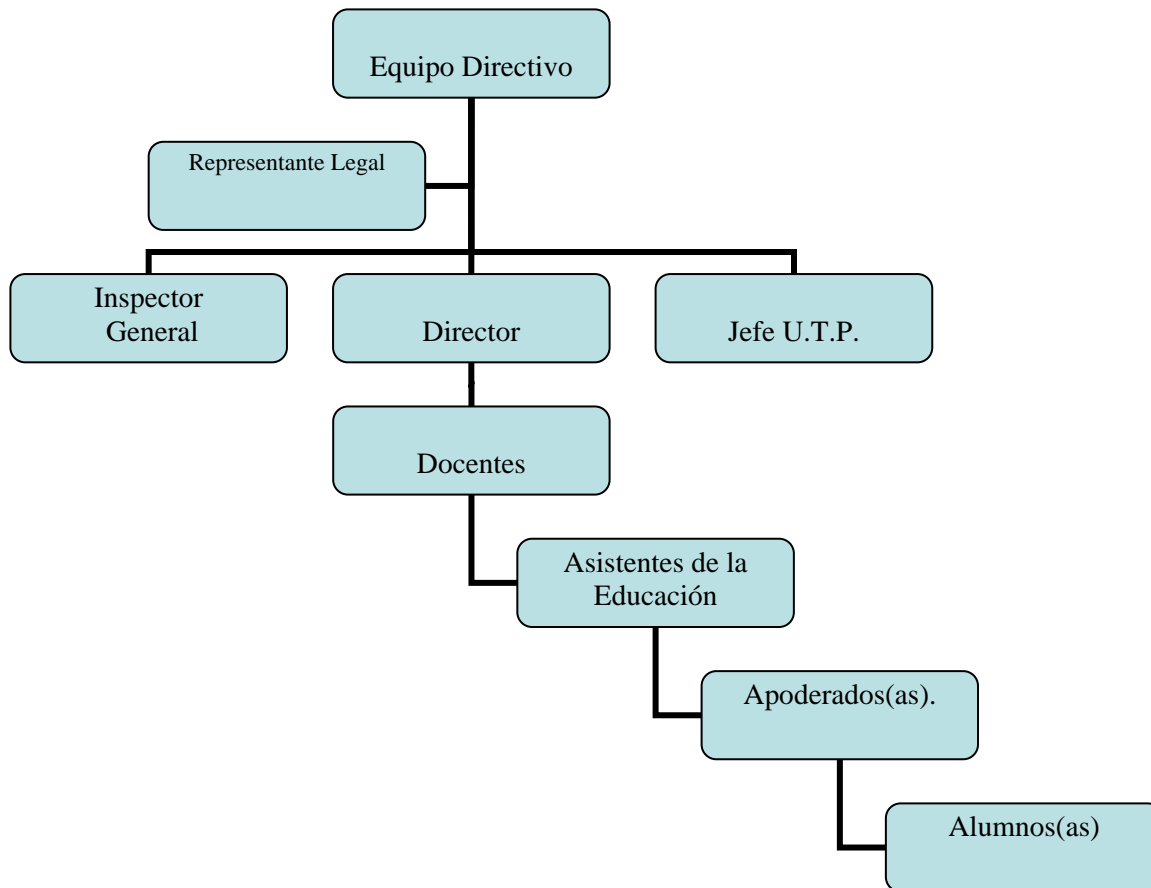 Equipo Directivo
Representante Legal
Inspector
General
Director
Jefe U.T.P.
Docentes
Asistentes de la
Educación
Apoderados(as).
Alumnos(as)